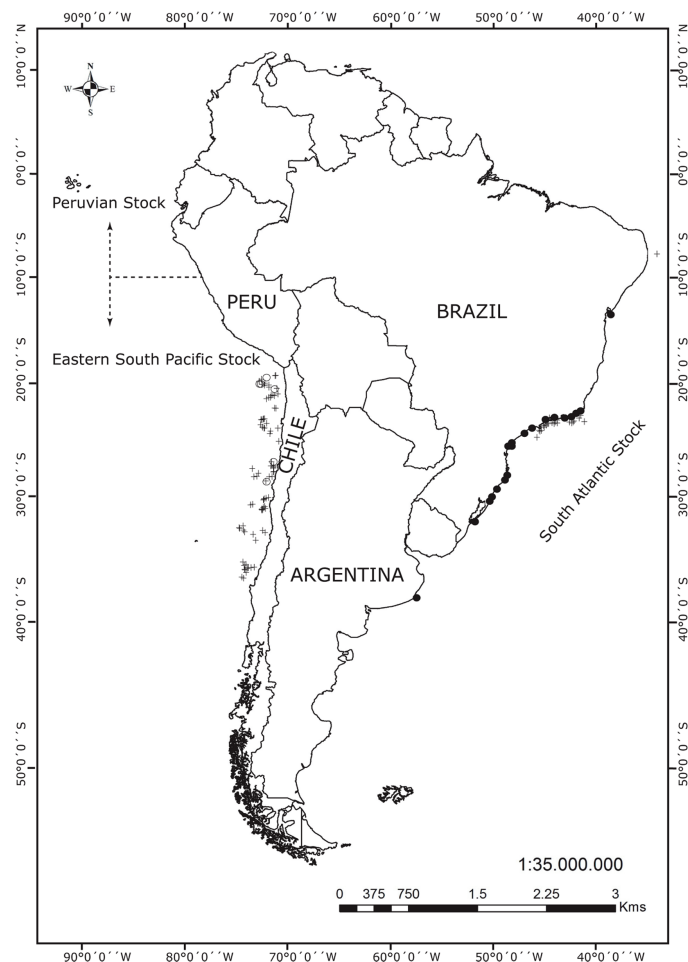 90°0'0''W 80°0'0''W 70°0'0''W 60°0'0''W 50°0'0''W 40°0'0''W
10°0'0''N
10°0'0''N
N
W E
S
0°0'0''
0°0'0''
Peruvian Stock
10°0'0''S
10°0'0''S
PERU
BRAZIL
Eastern South Pacific Stock
20°0'0''S
20°0'0''S
CHILE
South Atlantic Stock
30°0'0''S
30°0'0''S
ARGENTINA
40°0'0''S
40°0'0''S
50°0'0''S
50°0'0''S
1:35.000.000
0 375 750 1.5 2.25 3
Kms
90°0'0''W 80°0'0''W 70°0'0''W 60°0'0''W 50°0'0''W 40°0'0''W